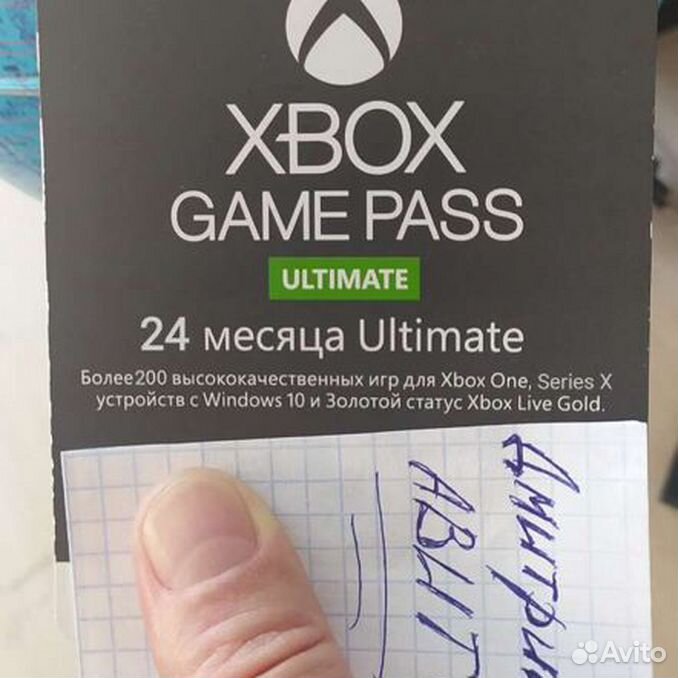 XBOX
GAME PASS
ULTIMATE
24 месяца Ultimate
Более200 высококачественных игр для Xbox One, Series X
устройств с Windows 10 и Золотой статус Xbox Live Gold.
Дмитрий
Avito